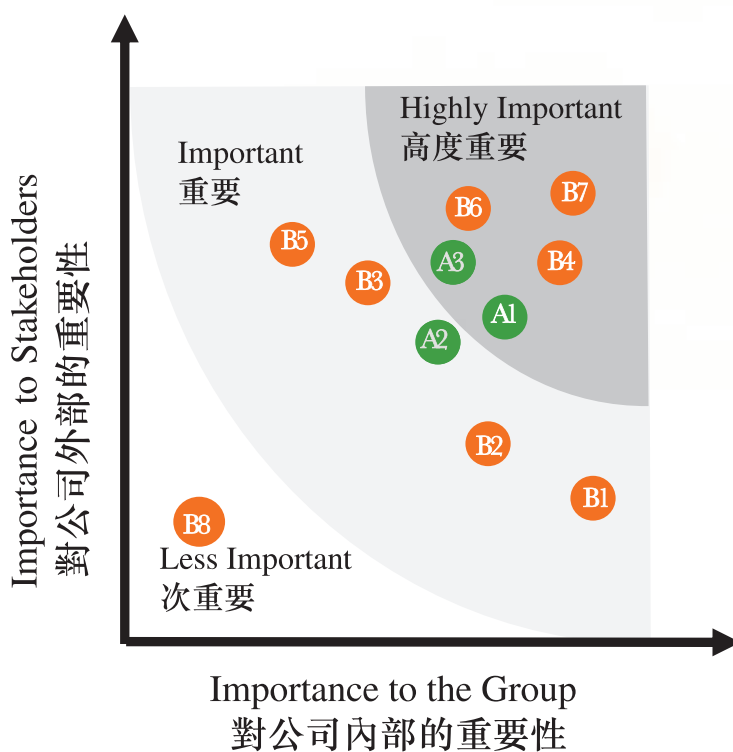 Highly Important
高度重要
Important
重要
B7
B6
B5
A3
B4
B3
A1
A2
B2
B1
B8
Less Important
次重要
Importance to Stakeholders
對公司外部的重要性
Importance to the Group
對公司內部的重要性